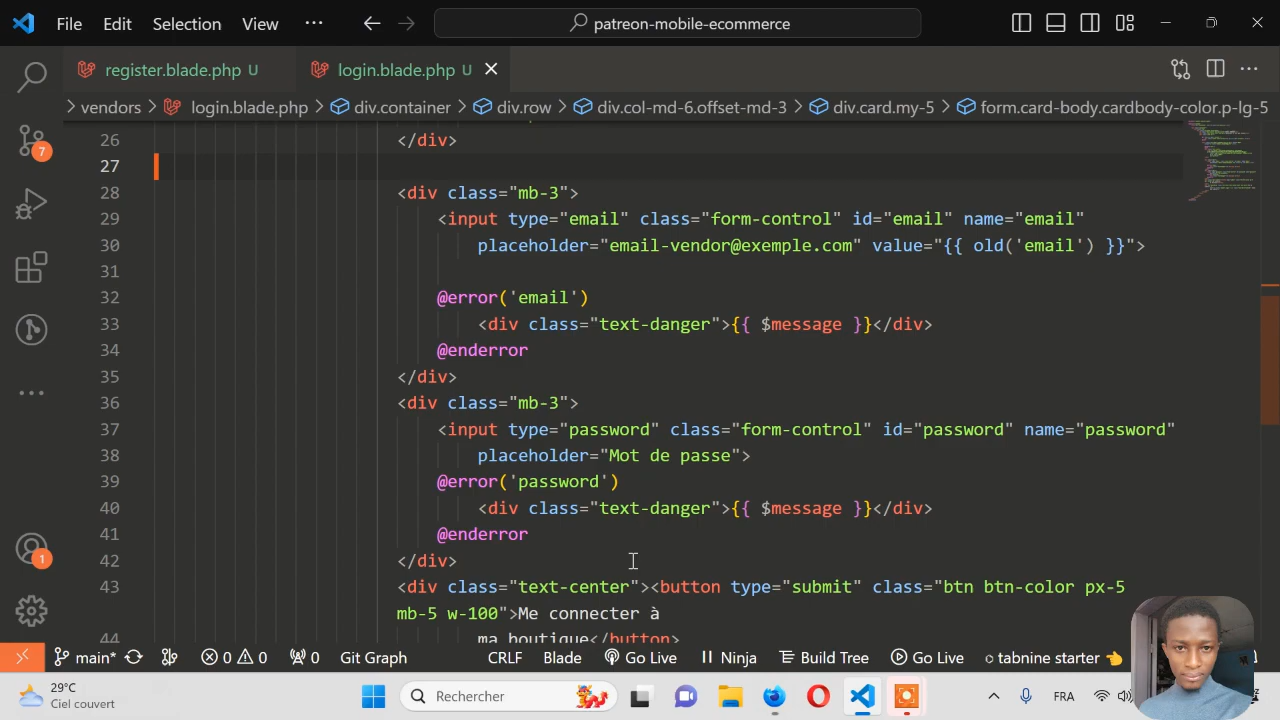 File Edit Selection View ··· patreon-mobile-ecommerce
register.blade.php U login.blade.php U
vendors > login.blade.php > div.container > div.row > div.col-md-6.offset-md-3 > div.card.my-5 > form.card-body.cardbody-color.p-lg-5
26 </div>
27
28 <div class="mb-3">
29 <input type="email" class="form-control" id="email" name="email"
30 placeholder="email-vendor@exemple.com" value="{{ old('email') }}">
31
32 @error('email')
33 <div class="text-danger">{{ $message }}</div>
34 @enderror
35 </div>
36 <div class="mb-3">
37 <input type="password" class="form-control" id="password" name="password"
38 placeholder="Mot de passe">
39 @error('password')
40 <div class="text-danger">{{ $message }}</div>
41 @enderror
42 </div>
43 <div class="text-center"><button type="submit" class="btn btn-color px-5
mb-5 w-100">Me connecter à
44 ma boutique</button>
7
1
main* 0 0 0 Git Graph CRLF Blade Go Live Ninja Build Tree Go Live tabnine starter
29°C
Ciel couvert
Rechercher
FRA